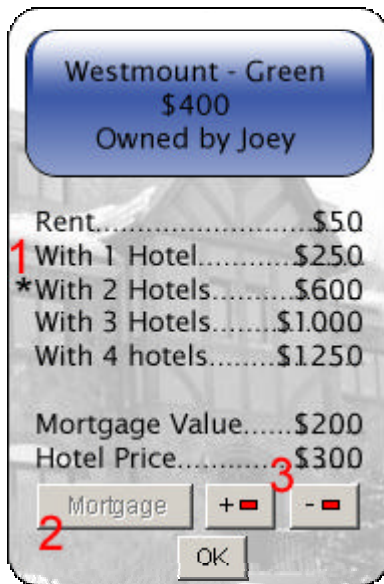 Westmount - Green
$400
Owned by Joey
Rent........................$50
1 With 1 Hotel...........$250
*With 2 Hotels..........$600
With 3 Hotels.......$1000
With 4 hotels........$1250
Mortgage Value......$200
Hotel Price............$300
2 Mortgage + 3 -
OK